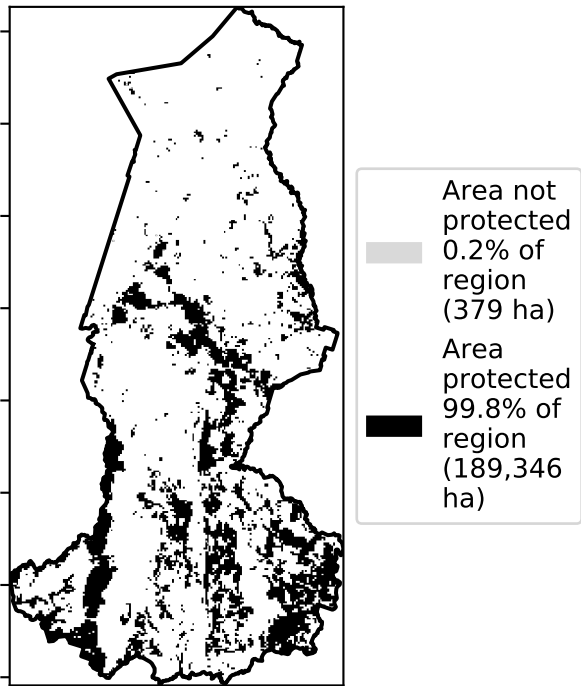 Area not
protected
0.2% of
region
(379 ha)
Area
protected
99.8% of
region
(189,346
ha)